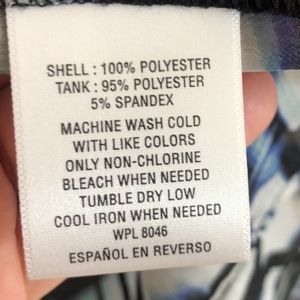 SHELL : 100% POLYESTER
TANK : 95% POLYESTER
5% SPANDEX
MACHINE WASH COLD
WITH LIKE COLORS
ONLY NON-CHLORINE
BLEACH WHEN NEEDED
TUMBLE DRY LOW
COOL IRON WHEN NEEDED
WPL 8046
ESPAÑOL EN REVERSO